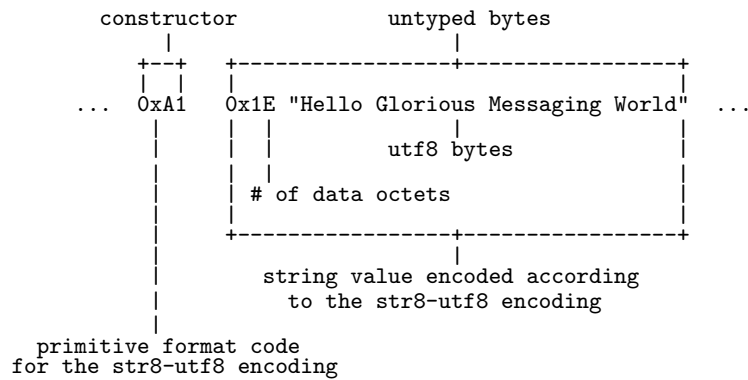 constructor untyped bytes
... 0xA1 0x1E "Hello Glorious Messaging World" ...
utf8 bytes
# of data octets
string value encoded according
to the str8-utf8 encoding
primitive format code
for the str8-utf8 encoding